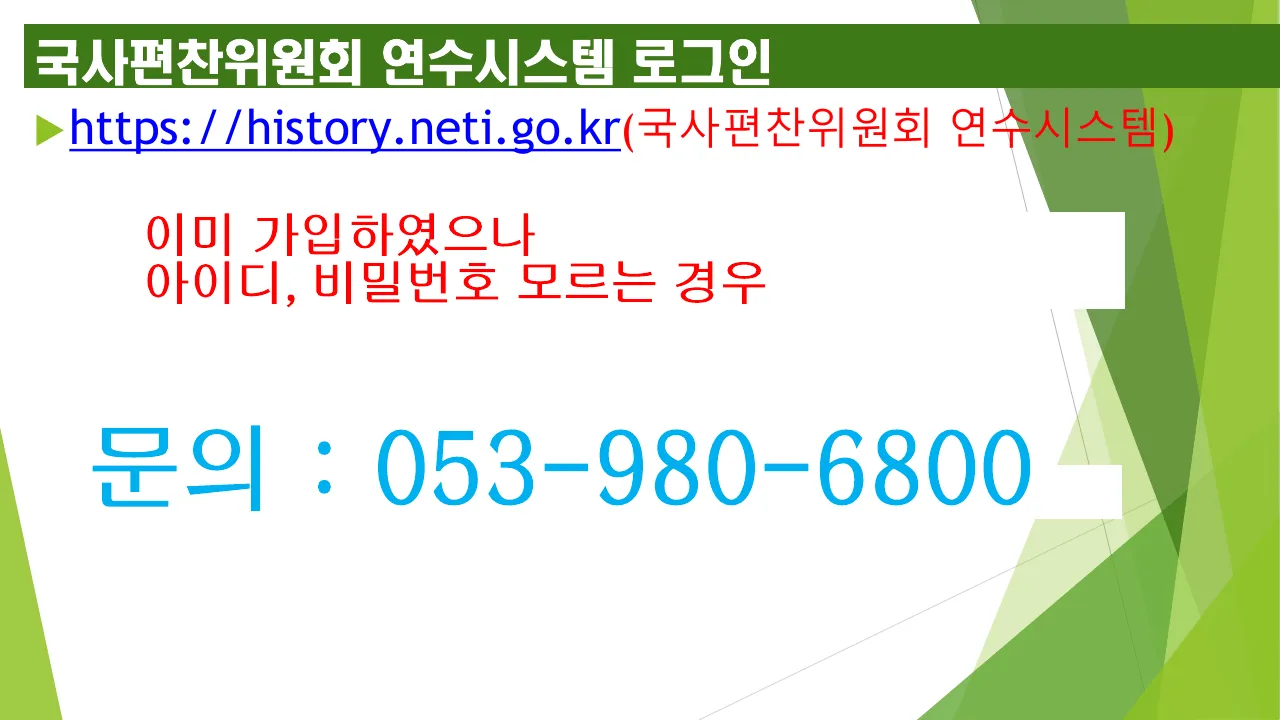 국사편찬위원회 연수시스템 로그인
https://history.neti.go.kr(국사편찬위원회 연수시스템)
이미 가입하였으나
아이디, 비밀번호 모르는 경우
문의 : 053-980-6800